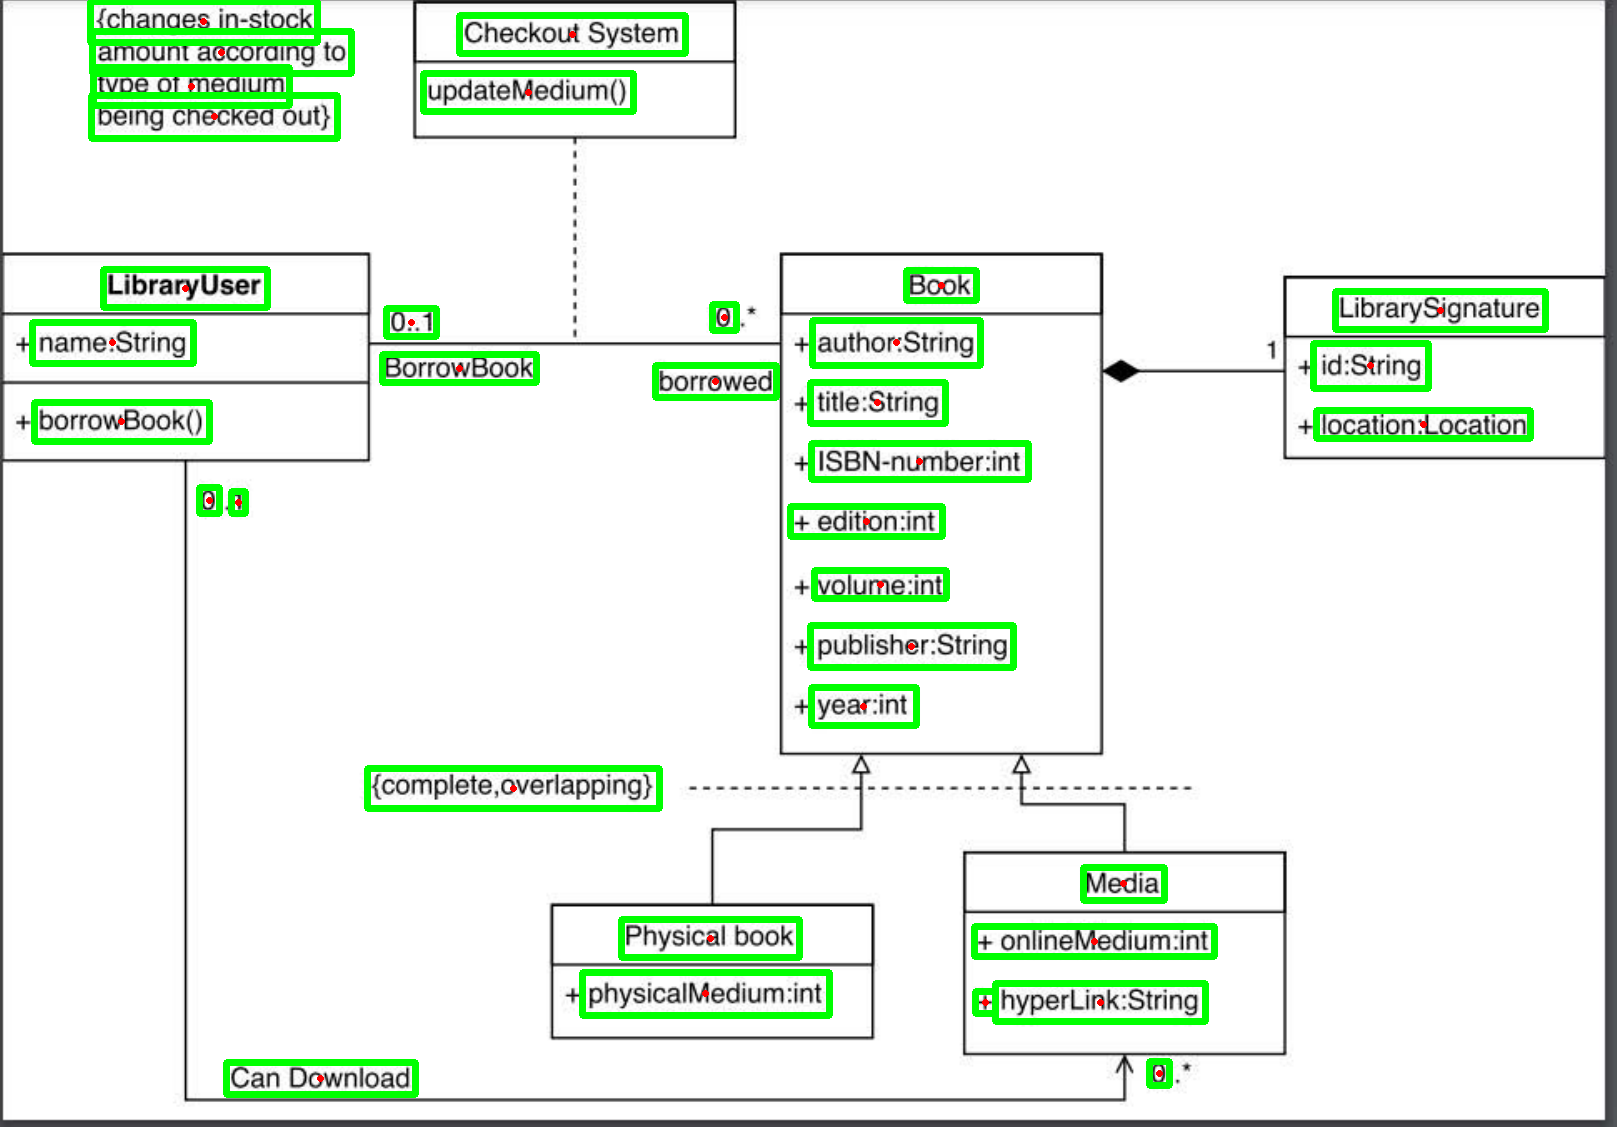 {changes in-stock
amount according to
type of medium
being checked out}
Checkout System
updateMedium()
LibraryUser
+ name:String
+ borrowBook()
0..1
BorrowBook
0..*
borrowed
Book
+ author:String
+ title:String
+ ISBN-number:int
+ edition:int
+ volume:int
+ publisher:String
+ year:int
1
LibrarySignature
+ id:String
+ location:Location
0..1
{complete,overlapping}
Physical book
+ physicalMedium:int
Media
+ onlineMedium:int
+ hyperLink:String
Can Download
0..*